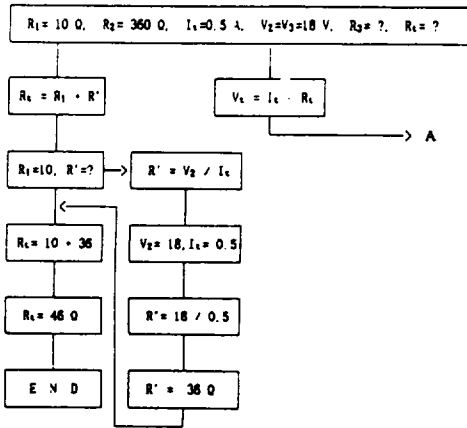 R₁= 10 Ω, R₂= 360 Ω, Iₜ=0.5 A, V₂=V₃=18 V, R₃= ?, Rₜ= ?
Rₜ = R₁ + R'
Vₜ = Iₜ · Rₜ
A
R₁=10, R'=?
R' = V₂ / Iₜ
Rₜ= 10 + 36
V₂= 18, Iₜ= 0.5
Rₜ= 46 Ω
R'= 18 / 0.5
E N D
R' = 36 Ω